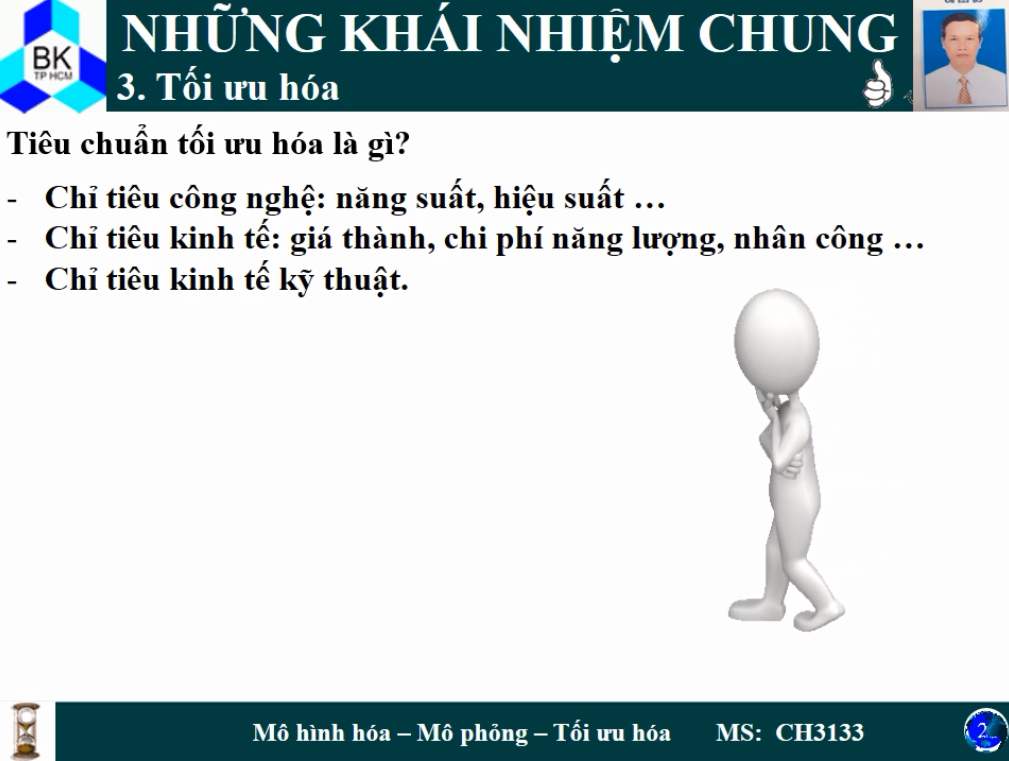 BK
TP HCM
NHỮNG KHÁI NHIỆM CHUNG
3. Tối ưu hóa
Tiêu chuẩn tối ưu hóa là gì?
- Chỉ tiêu công nghệ: năng suất, hiệu suất …
- Chỉ tiêu kinh tế: giá thành, chi phí năng lượng, nhân công …
- Chỉ tiêu kinh tế kỹ thuật.
Mô hình hóa – Mô phỏng – Tối ưu hóa MS: CH3133
2